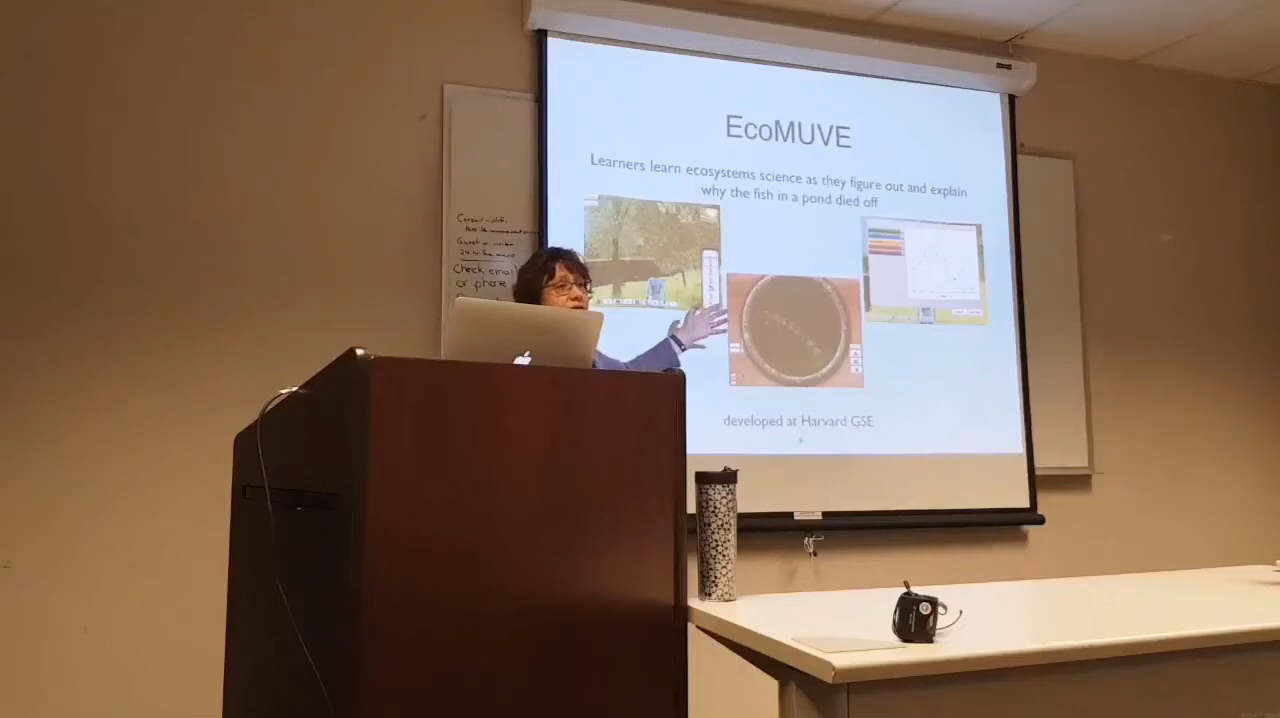 EcoMUVE
Learners learn ecosystems science as they figure out and explain
why the fish in a pond died off
developed at Harvard GSE
Guest
Check email
or phone